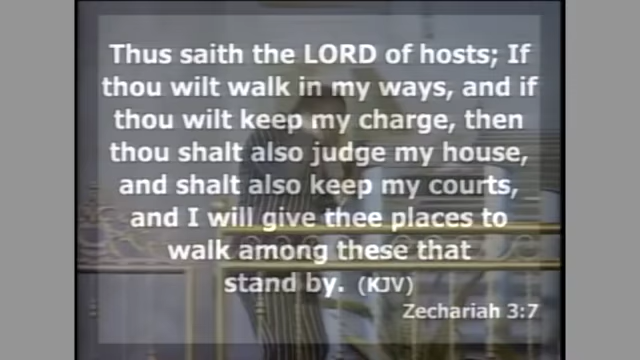 Thus saith the LORD of hosts; If
thou wilt walk in my ways, and if
thou wilt keep my charge, then
thou shalt also judge my house,
and shalt also keep my courts,
and I will give thee places to
walk among these that
stand by. (KJV)
Zechariah 3:7